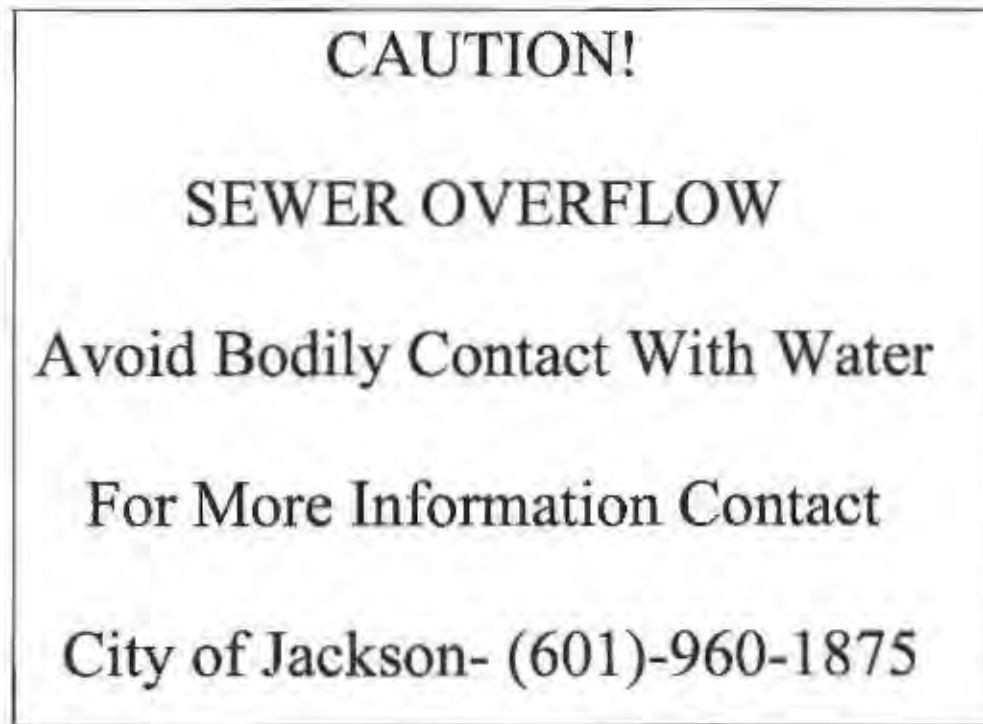 CAUTION!
SEWER OVERFLOW
Avoid Bodily Contact With Water
For More Information Contact
City of Jackson- (601)-960-1875